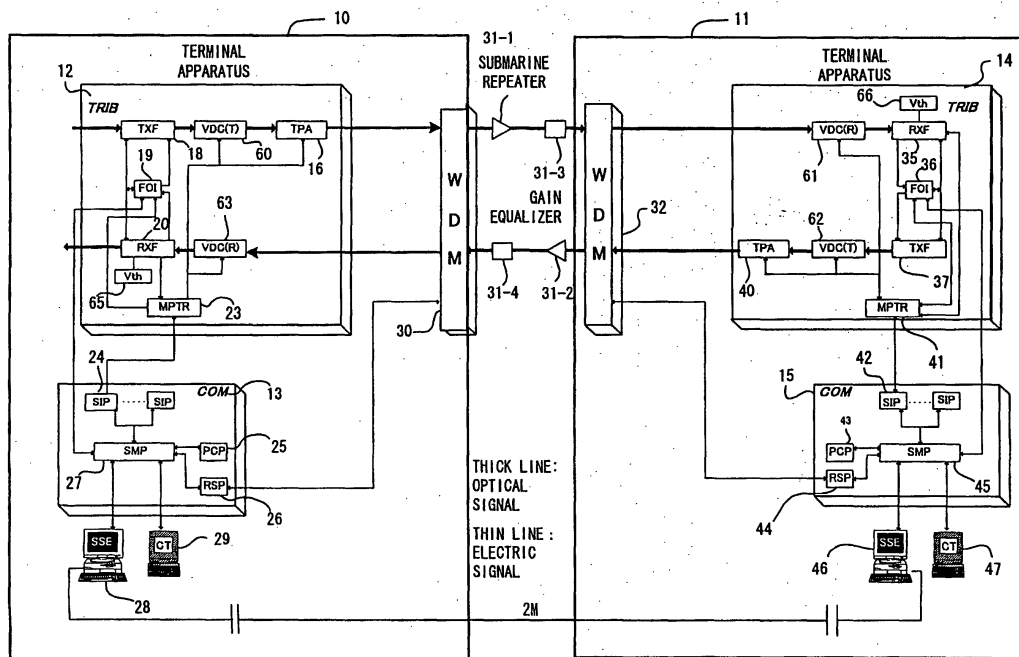 10
31-1
11
TERMINAL APPARATUS
SUBMARINE REPEATER
TERMINAL APPARATUS
12
TRIB
14
TRIB
66
Vth
TXF
VDC(T)
TPA
VDC(R)
RXF
18
60
16
31-3
61
35
19
FOI
36
FOI
WDM
GAIN EQUALIZER
WDM
32
20
63
62
RXF
VDC(R)
TPA
VDC(T)
TXF
65
Vth
31-4
31-2
40
37
MPTR
23
30
MPTR
41
24
COM
13
42
15
COM
SIP
SIP
SIP
SIP
25
43
SMP
PCP
PCP
SMP
27
RSP
26
THICK LINE:
OPTICAL
SIGNAL
RSP
44
45
THIN LINE:
ELECTRIC
SIGNAL
SSE
CT
29
SSE
CT
28
46
47
2M